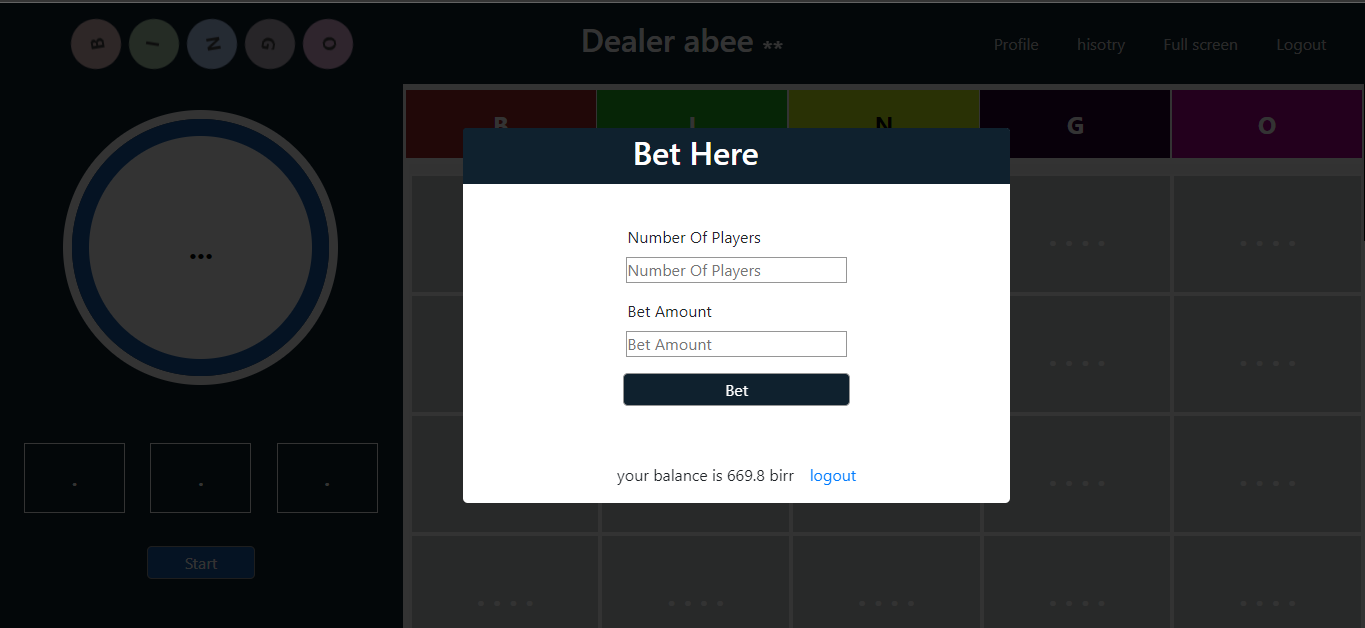 B I N G O
Dealer abee **
Profile hisotry Full screen Logout
B I N G O
Bet Here
Number Of Players
Number Of Players
Bet Amount
Bet Amount
Bet
your balance is 669.8 birr logout
...
. . .
Start
. . . . . . . .
. . . . . . . .
. . . . . . . .
. . . . . . . . . . . . . . . . . . . .